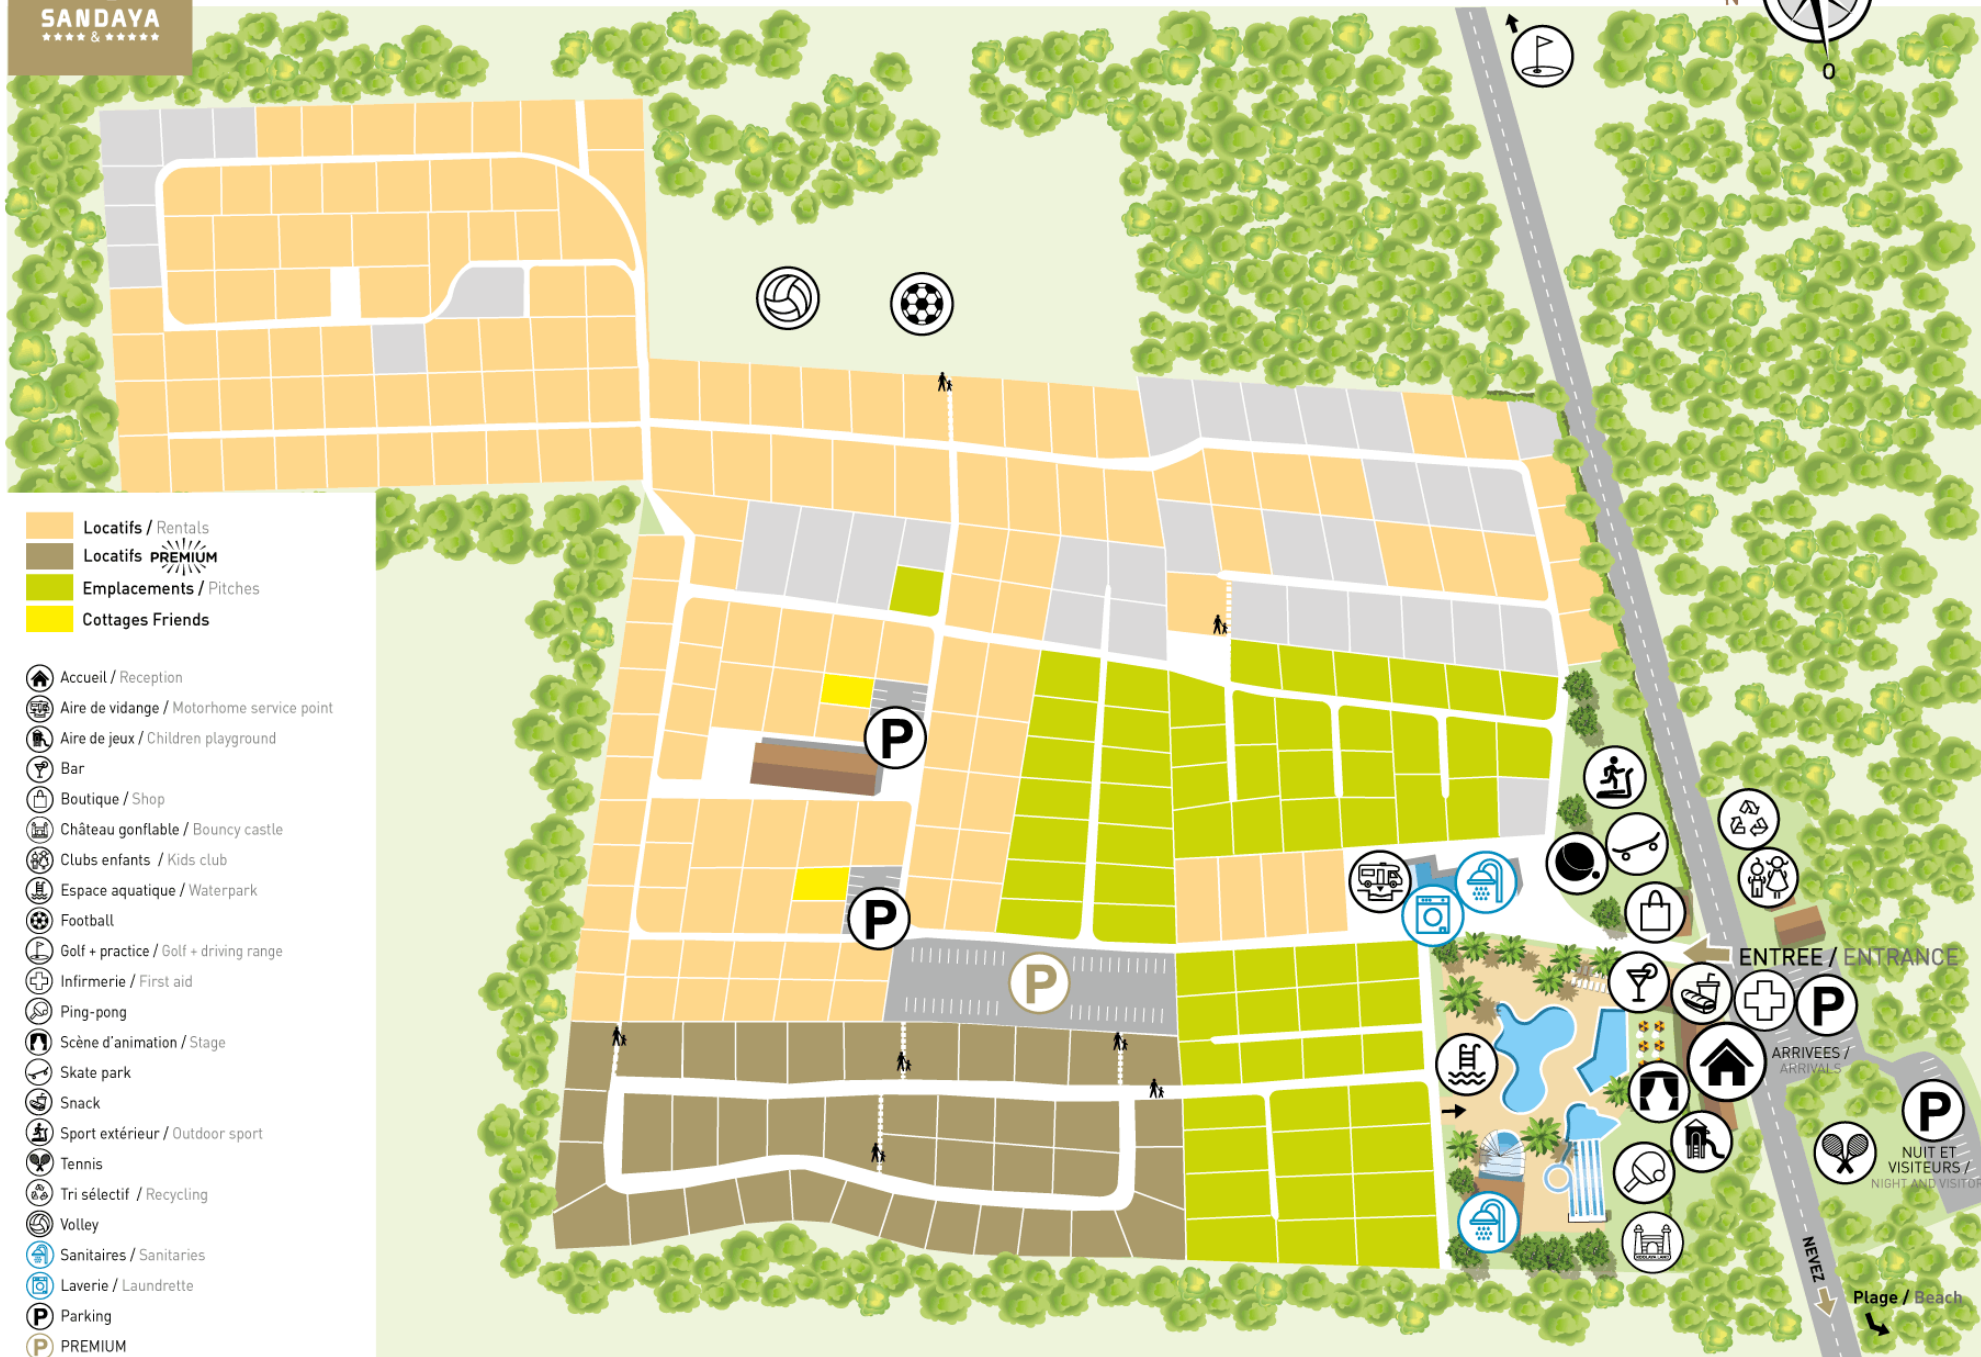 SANDAYA
&
N
O
Locatifs / Rentals
Locatifs PREMIUM
Emplacements / Pitches
Cottages Friends
Accueil / Reception
Aire de vidange / Motorhome service point
Aire de jeux / Children playground
Bar
Boutique / Shop
Château gonflable / Bouncy castle
Clubs enfants / Kids club
Espace aquatique / Waterpark
Football
Golf + practice / Golf + driving range
Infirmerie / First aid
Ping-pong
Scène d'animation / Stage
Skate park
Snack
Sport extérieur / Outdoor sport
Tennis
Tri sélectif / Recycling
Volley
Sanitaires / Sanitaries
Laverie / Laundrette
P Parking
P PREMIUM
P
P
P
ENTREE / ENTRANCE
P
ARRIVEES /
ARRIVALS
P
NUIT ET
VISITEURS /
NIGHT AND VISITOR
NEVEZ
Plage / Beach